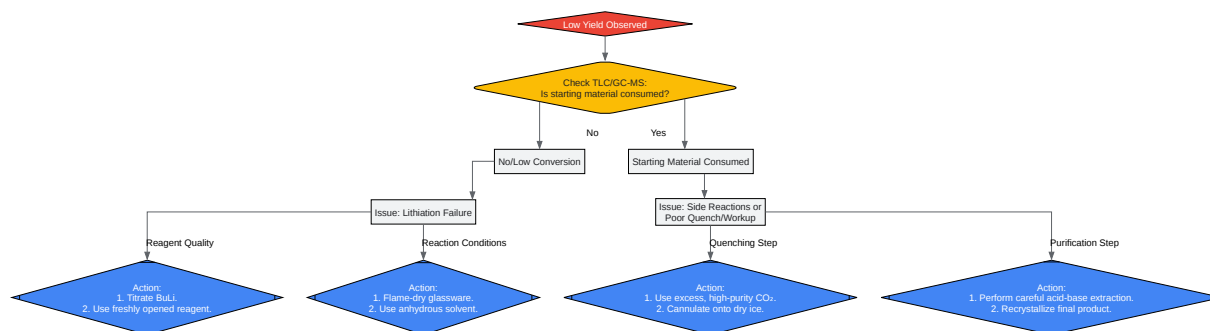 Low Yield Observed
Check TLC/GC-MS:
Is starting material consumed?
No
Yes
No/Low Conversion
Starting Material Consumed
Issue: Lithiation Failure
Issue: Side Reactions or
Poor Quench/Workup
Reagent Quality
Reaction Conditions
Quenching Step
Purification Step
Action:
1. Titrate BuLi.
2. Use freshly opened reagent.
Action:
1. Flame-dry glassware.
2. Use anhydrous solvent.
Action:
1. Use excess, high-purity CO₂.
2. Cannulate onto dry ice.
Action:
1. Perform careful acid-base extraction.
2. Recrystallize final product.